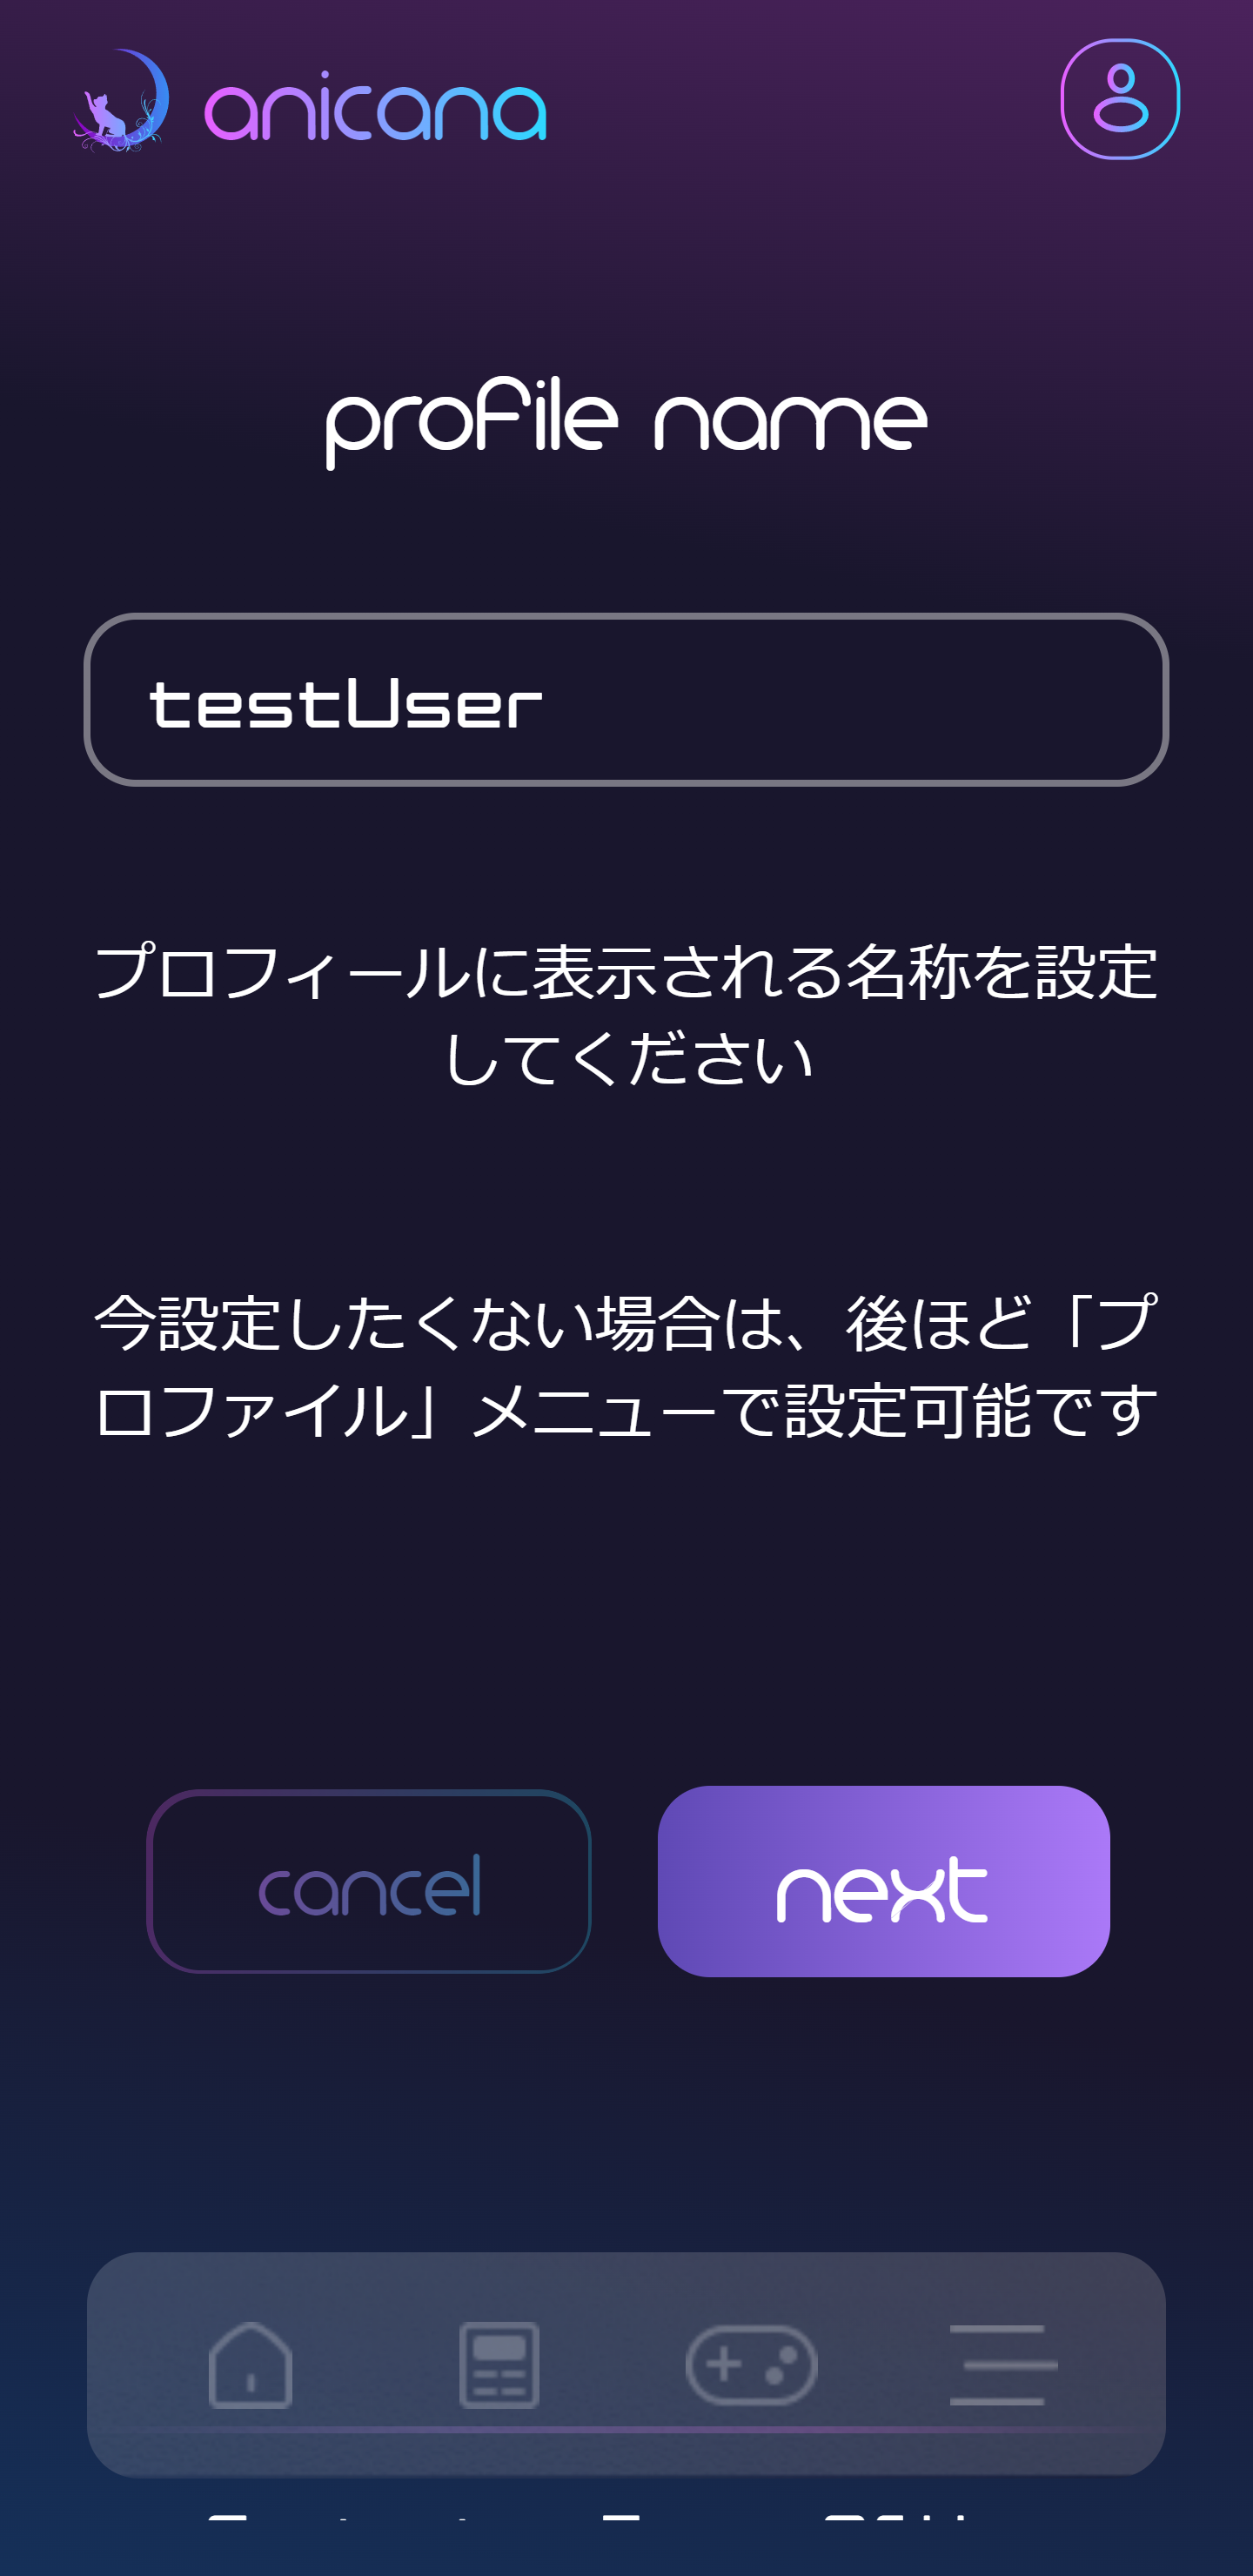 anicana
profile name
testUser
プロフィールに表示される名称を設定
してください
今設定したくない場合は、後ほど「プ
ロファイル」メニューで設定可能です
cancel
next